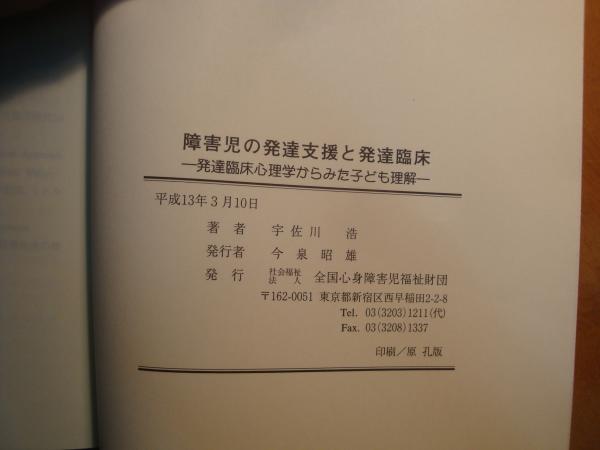 障害児の発達支援と発達臨床
―発達臨床心理学からみた子ども理解―
平成13年3月10日
著者 宇佐川 浩
発行者 今泉昭雄
発行 社会福祉法人 全国心身障害児福祉財団
〒162-0051 東京都新宿区西早稲田2-2-8
Tel. 03(3203)1211(代)
Fax. 03(3208)1337
印刷/原 孔版